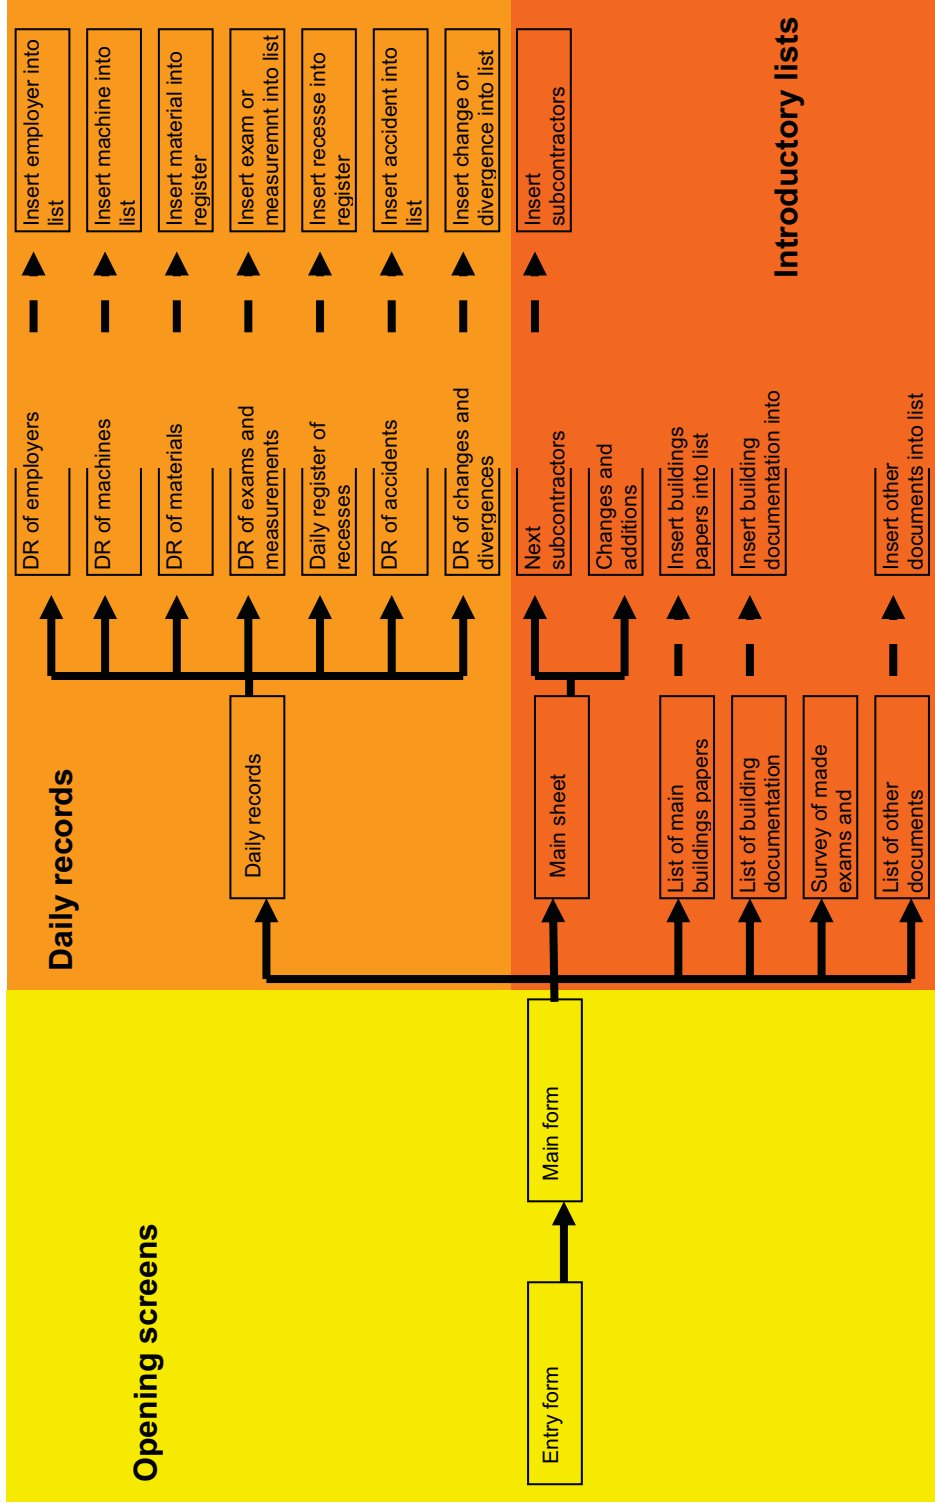 Opening screens
Entry form
Main form
Daily records
Daily records
DR of employers
DR of machines
DR of materials
DR of exams and
measurements
Daily register of
recesses
DR of accidents
DR of changes and
divergences
Insert employer into
list
Insert machine into
list
Insert material into
register
Insert exam or
measuremnt into list
Insert recesse into
register
Insert accident into
list
Insert change or
divergence into list
Introductory lists
Main sheet
List of main
buildings papers
List of building
documentation
Survey of made
exams and
List of other
documents
Next
subcontractors
Changes and
additions
Insert buildings
papers into list
Insert building
documentation into
Insert other
documents into list
Insert
subcontractors